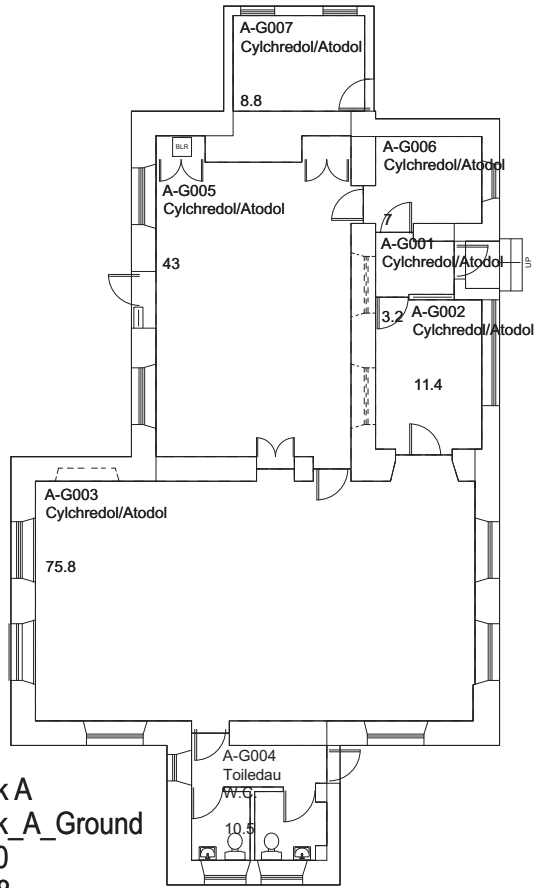 A-G007
Cylchredol/Atodol
8.8
BLR
A-G006
Cylchredol/Atodol
7
A-G005
Cylchredol/Atodol
43
A-G001
Cylchredol/Atodol
3.2
UP
A-G002
Cylchredol/Atodol
11.4
A-G003
Cylchredol/Atodol
75.8
A-G004
Toiledau
W.C.
10.5
k A
k_A_Ground
0